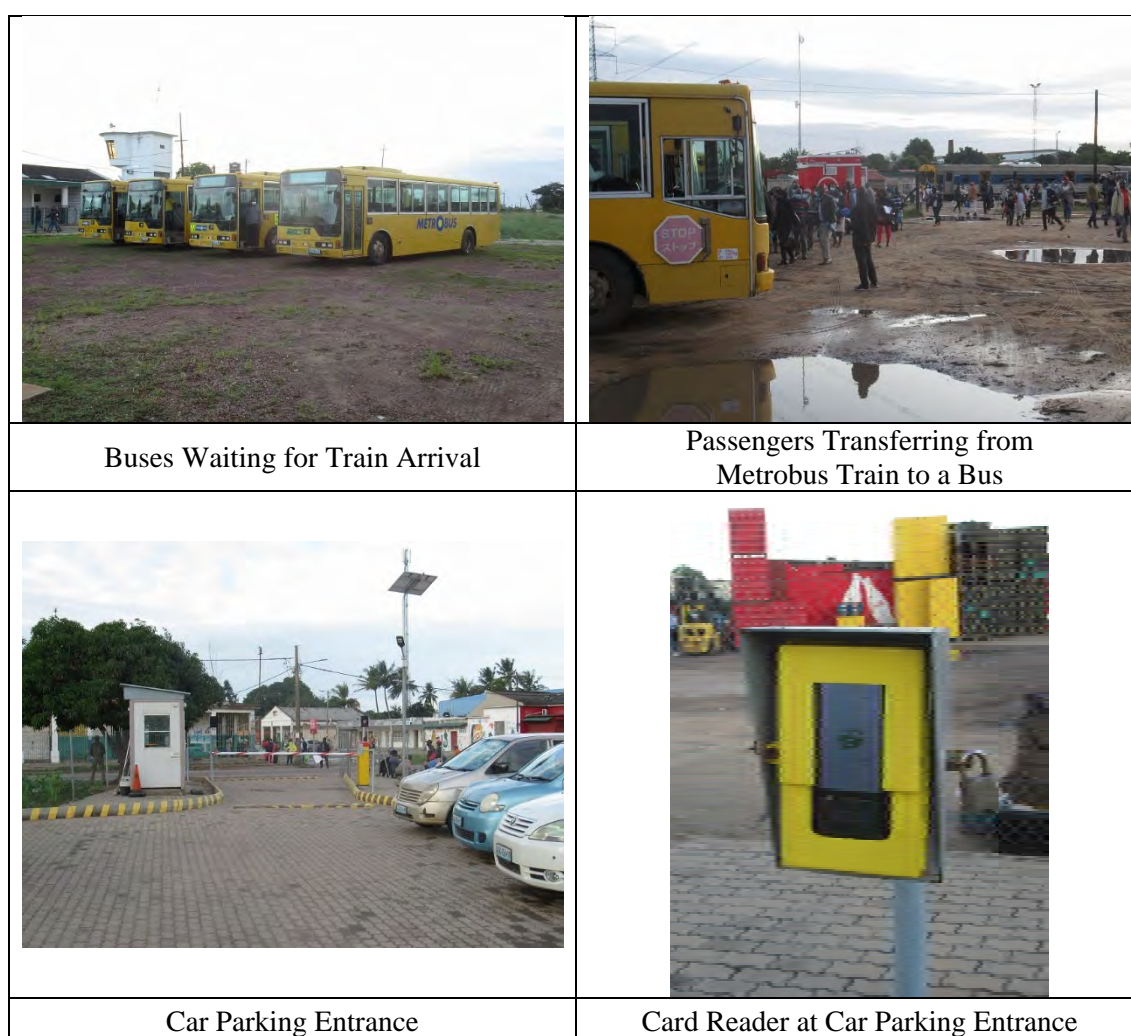 METROBUS
STOP
ストップ
Buses Waiting for Train Arrival
Passengers Transferring from
Metrobus Train to a Bus
Car Parking Entrance
Card Reader at Car Parking Entrance